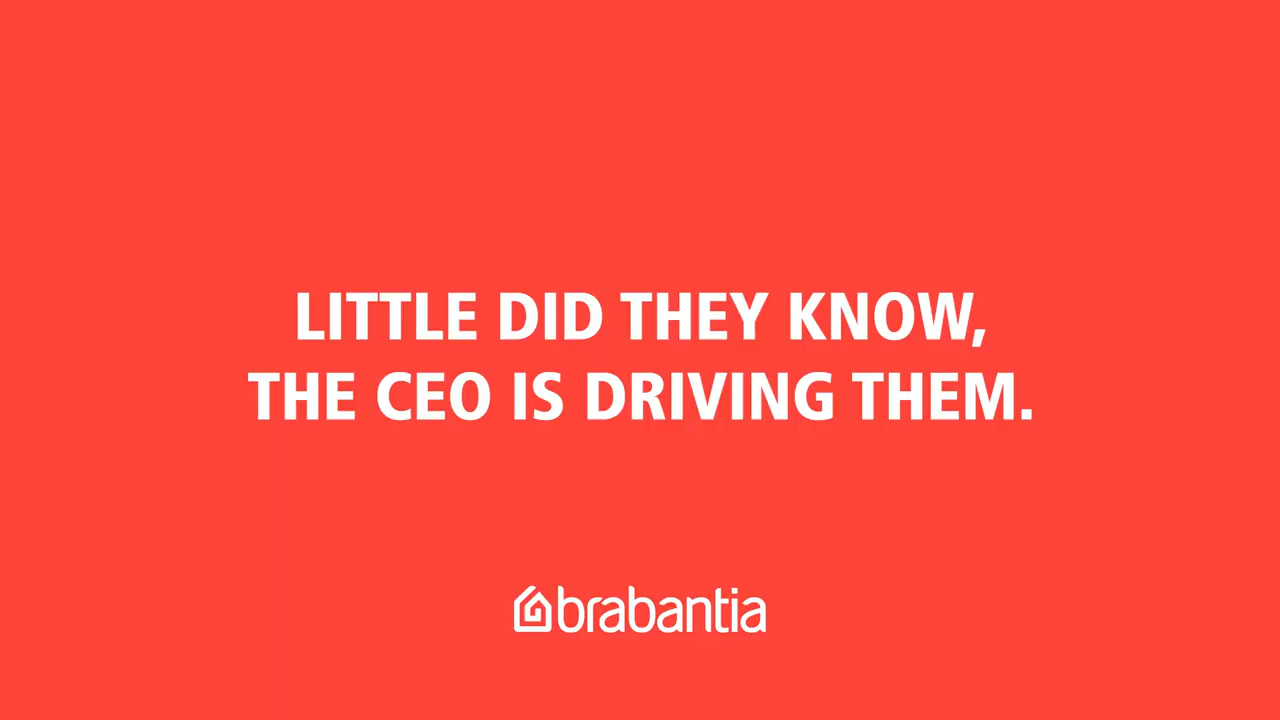 LITTLE DID THEY KNOW,
THE CEO IS DRIVING THEM.
brabantia